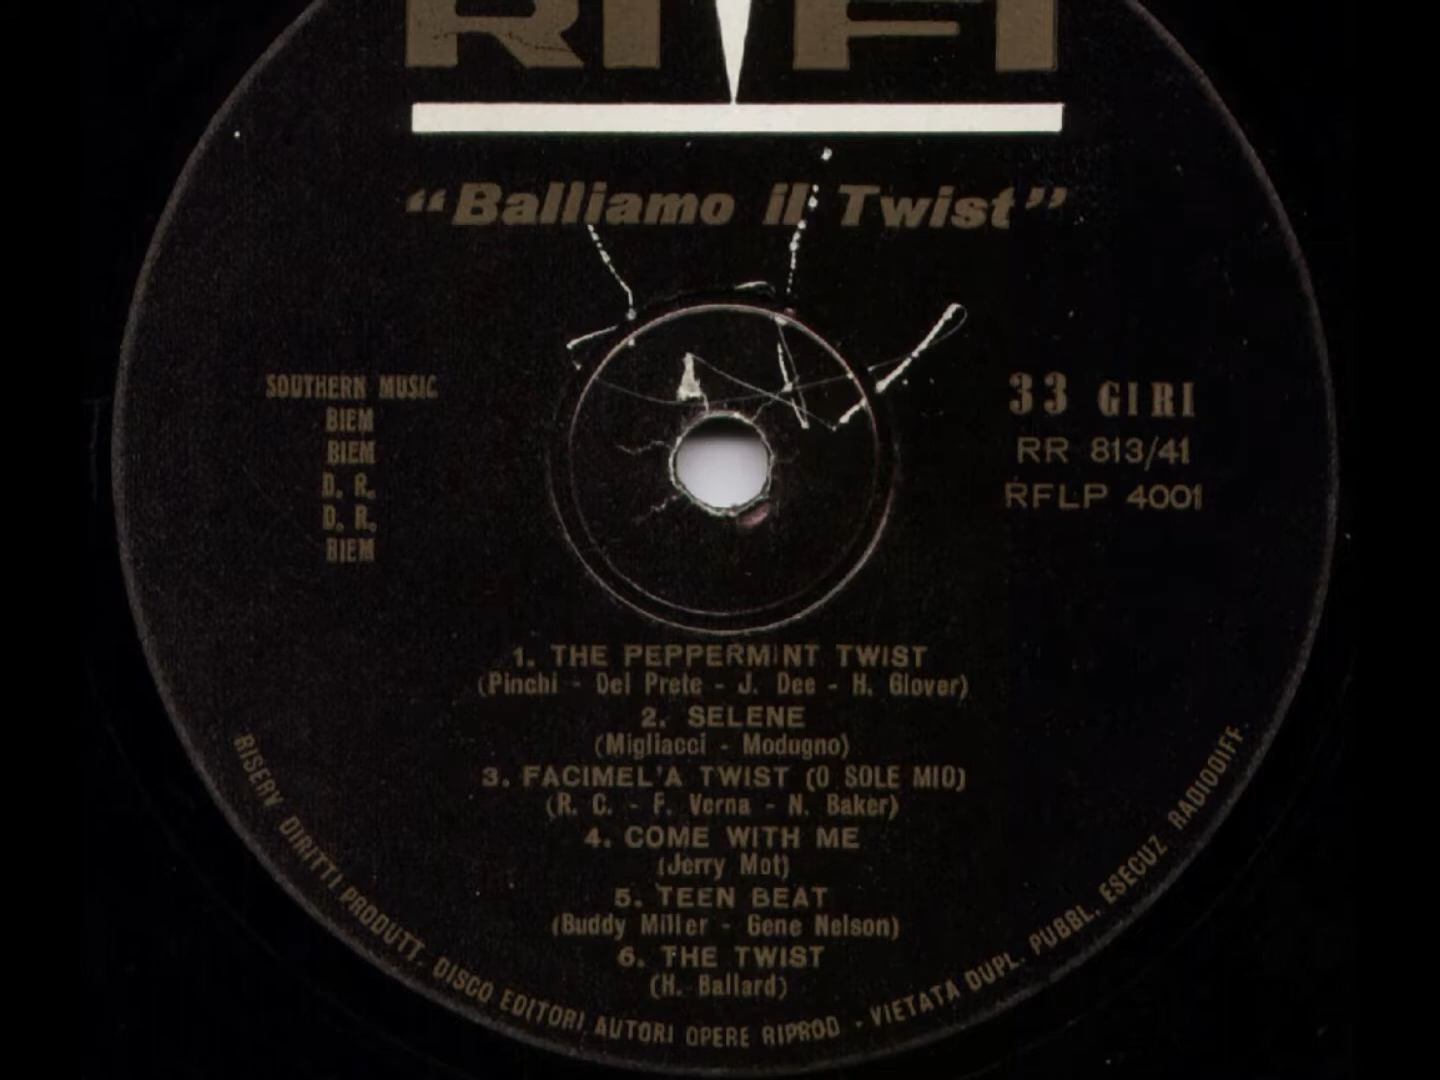 RI FI
“Balliamo il Twist”
SOUTHERN MUSIC
BIEM
BIEM
D. R.
D. R.
BIEM
33 GIRI
RR 813/41
RFLP 4001
1. THE PEPPERMINT TWIST
(Pinchi - Del Prete - J. Dee - H. Glover)
2. SELENE
(Migliacci - Modugno)
3. FACIMEL'A TWIST (O SOLE MIO)
(R. C. - F. Verna - N. Baker)
4. COME WITH ME
(Jerry Mot)
5. TEEN BEAT
(Buddy Miller - Gene Nelson)
6. THE TWIST
(H. Ballard)
RISERV DIRITTI PRODUTT. DISCO EDITORI AUTORI OPERE RIPROD - VIETATA DUPL. PUBBL. ESECUZ RADIODIFF.